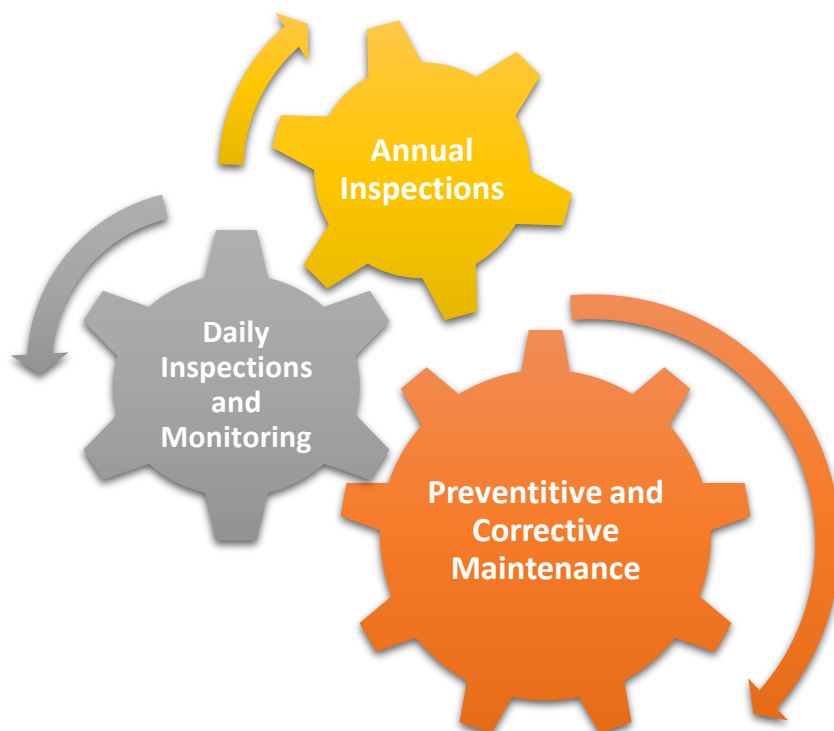 Annual
Inspections
Daily
Inspections
and
Monitoring
Preventitive and
Corrective
Maintenance